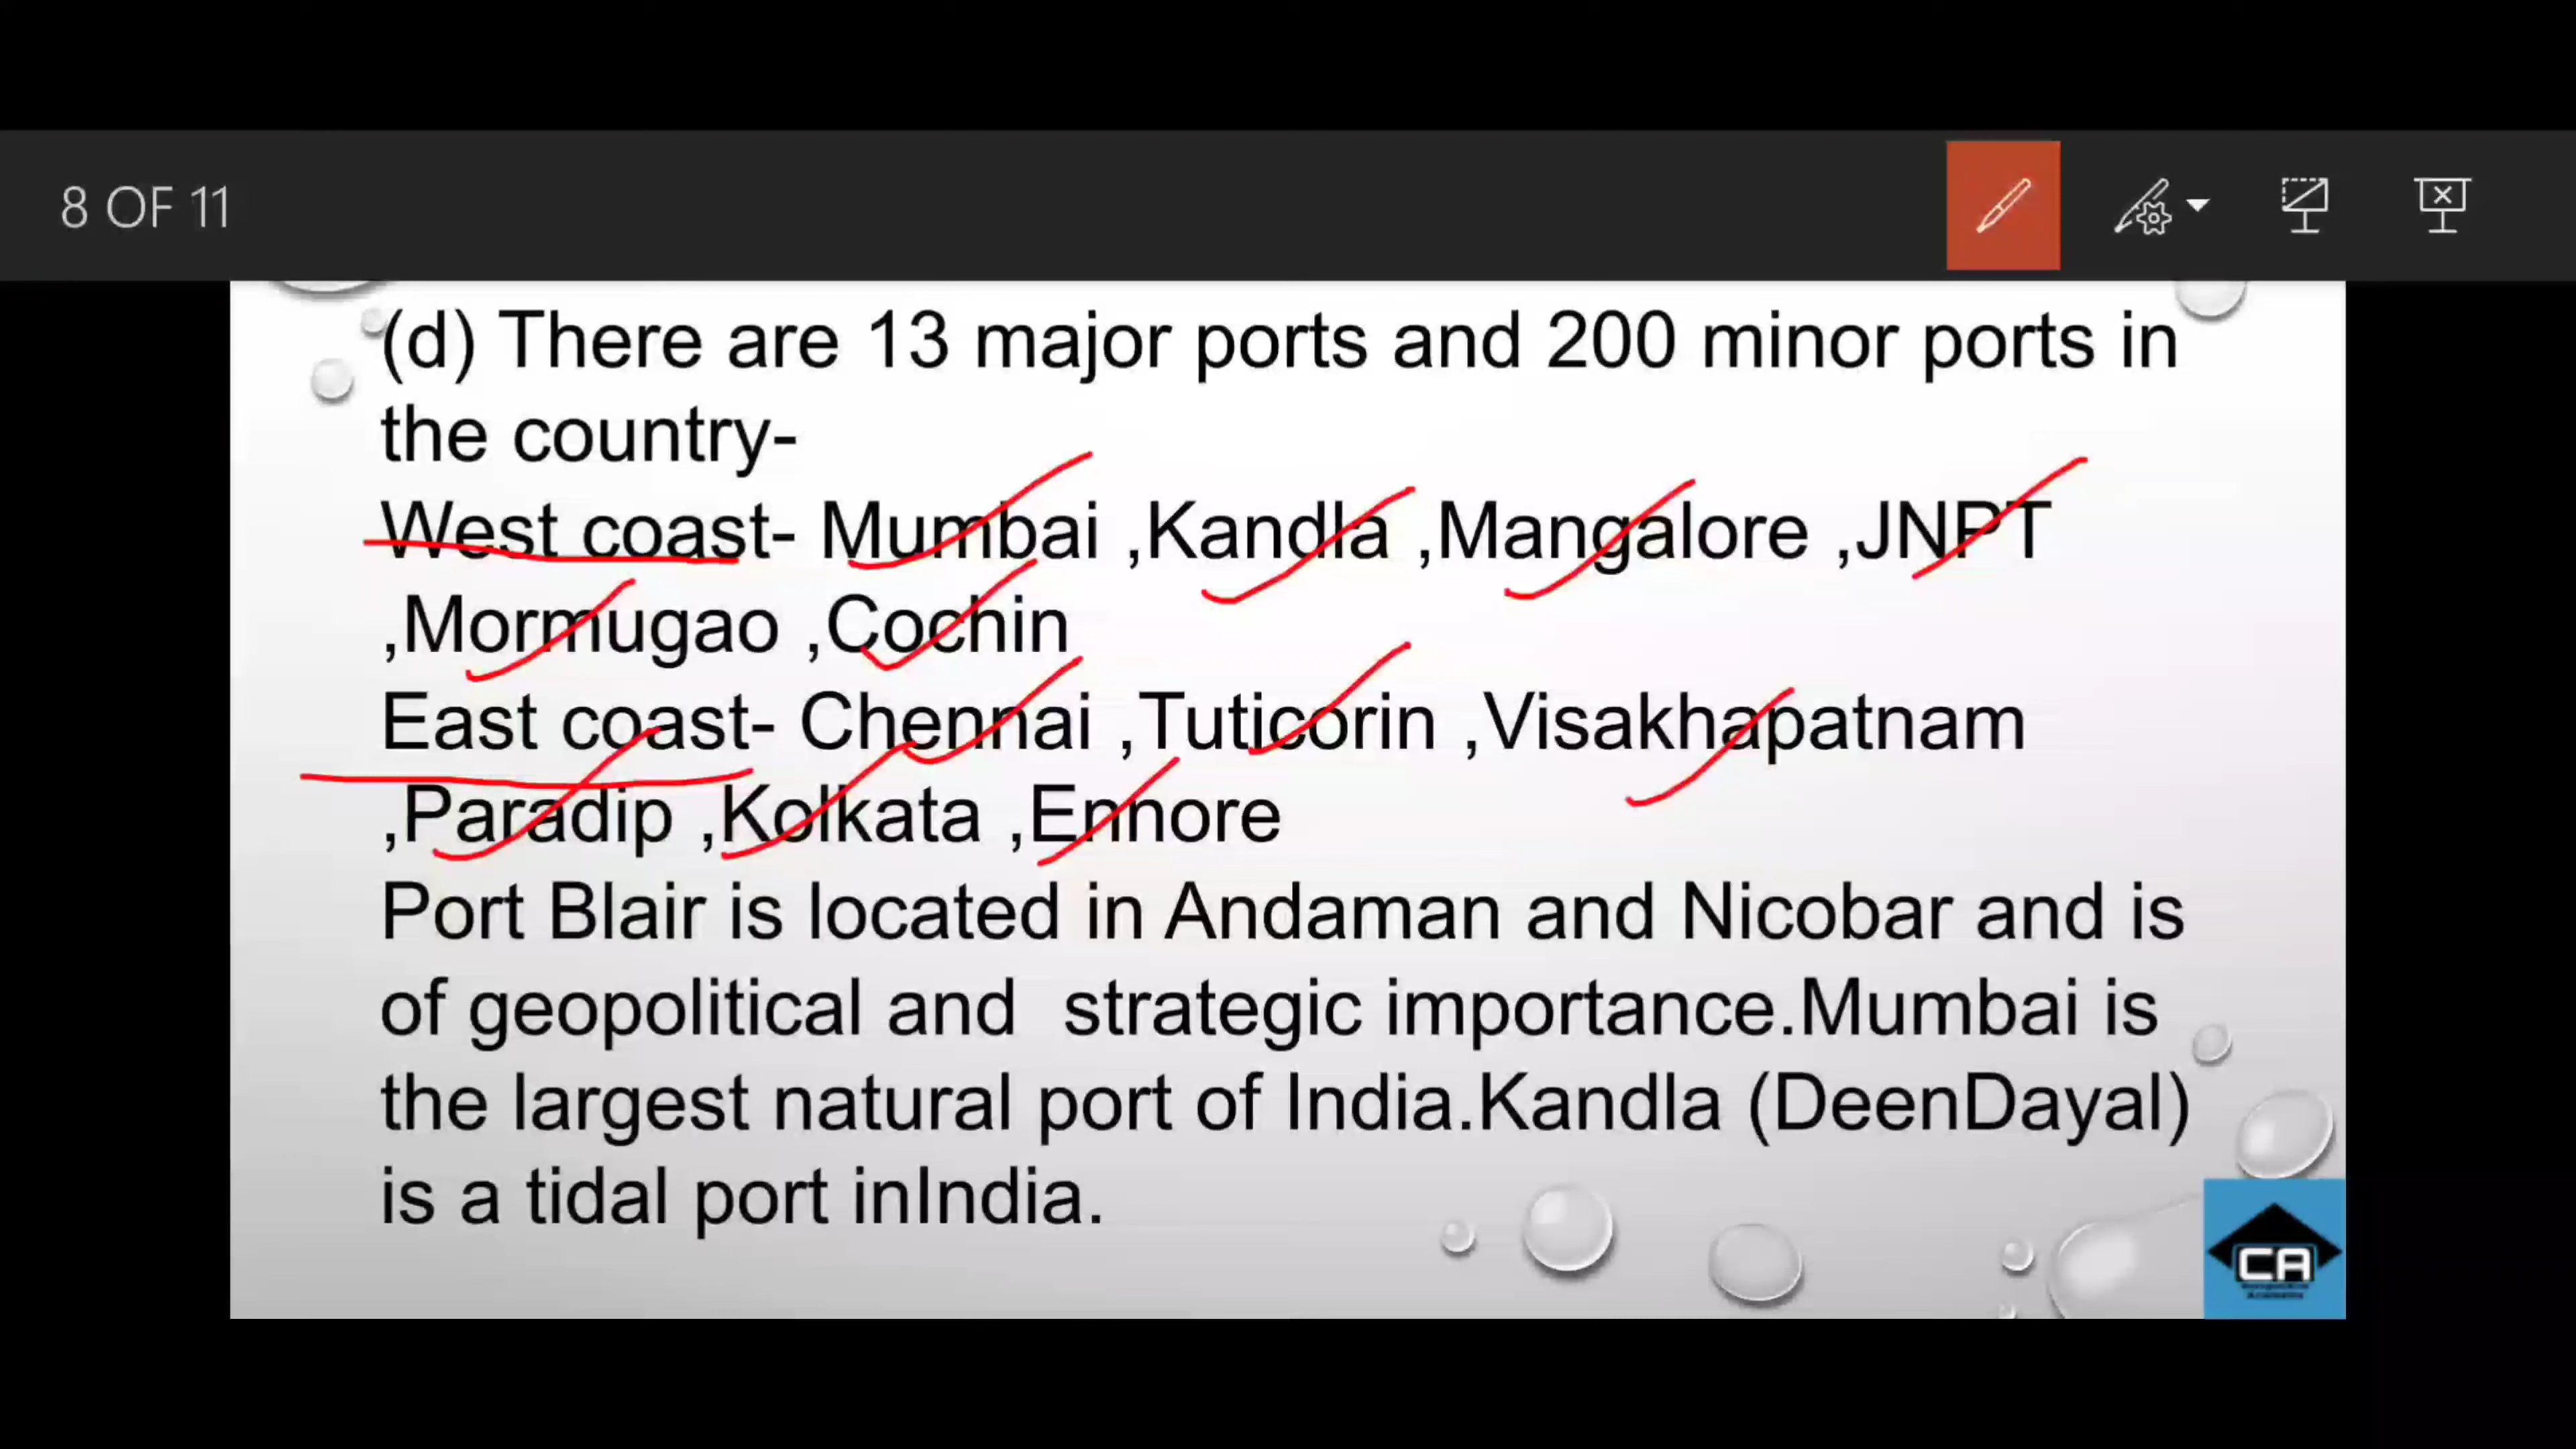 8 OF 11
(d) There are 13 major ports and 200 minor ports in
the country-
West coast- Mumbai ,Kandla ,Mangalore ,JNPT
,Mormugao ,Cochin
East coast- Chennai ,Tuticorin ,Visakhapatnam
,Paradip ,Kolkata ,Ennore
Port Blair is located in Andaman and Nicobar and is
of geopolitical and  strategic importance.Mumbai is
the largest natural port of India.Kandla (DeenDayal)
is a tidal port inIndia.
CA